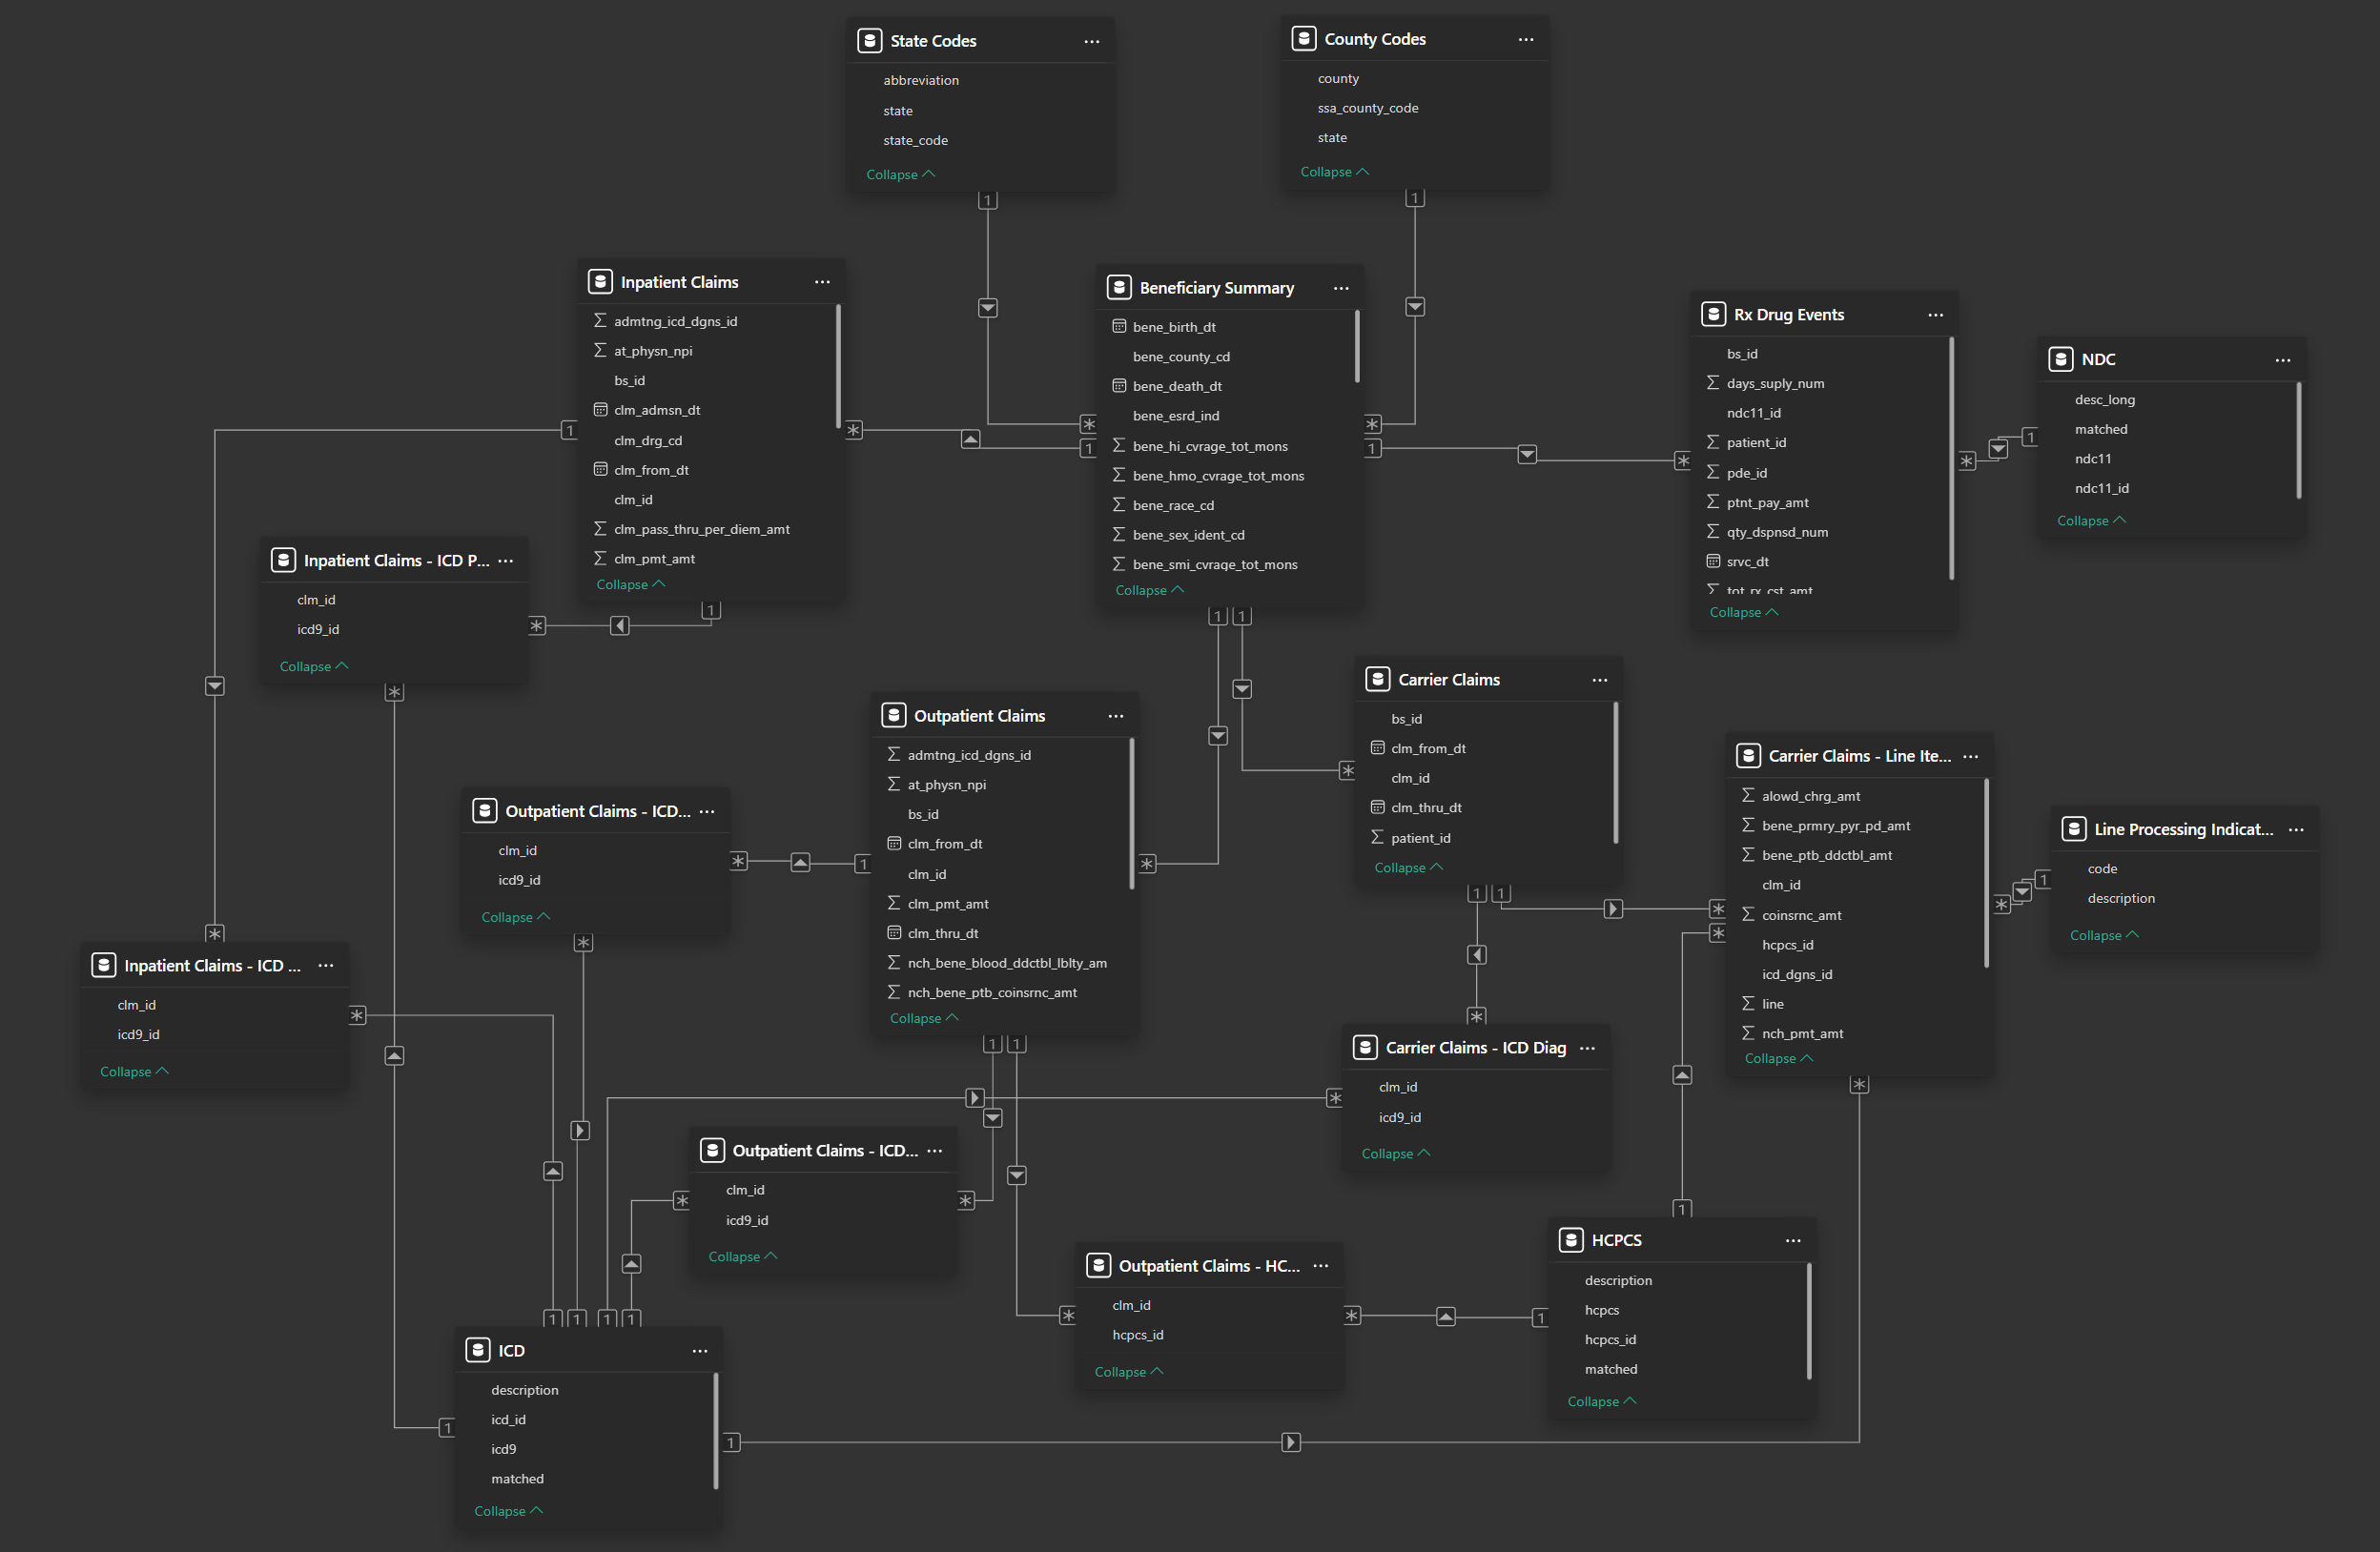 State Codes
abbreviation
state
state_code
Collapse
County Codes
county
ssa_county_code
state
Collapse
Inpatient Claims
admtng_icd_dgns_id
at_physn_npi
bs_id
clm_admsn_dt
clm_drg_cd
clm_from_dt
clm_id
clm_pass_thru_per_diem_amt
clm_pmt_amt
Collapse
Beneficiary Summary
bene_birth_dt
bene_county_cd
bene_death_dt
bene_esrd_ind
bene_hi_cvrage_tot_mons
bene_hmo_cvrage_tot_mons
bene_race_cd
bene_sex_ident_cd
bene_smi_cvrage_tot_mons
Collapse
Rx Drug Events
bs_id
days_suply_num
ndc11_id
patient_id
pde_id
ptnt_pay_amt
qty_dspnsd_num
srvc_dt
tot_rx_cst_amt
Collapse
NDC
desc_long
matched
ndc11
ndc11_id
Collapse
Inpatient Claims - ICD P...
clm_id
icd9_id
Collapse
Outpatient Claims
admtng_icd_dgns_id
at_physn_npi
bs_id
clm_from_dt
clm_id
clm_pmt_amt
clm_thru_dt
nch_bene_blood_ddctbl_lblty_am
nch_bene_ptb_coinsrnc_amt
Collapse
Carrier Claims
bs_id
clm_from_dt
clm_id
clm_thru_dt
patient_id
Collapse
Carrier Claims - Line Ite...
alowd_chrg_amt
bene_prmry_pyr_pd_amt
bene_ptb_ddctbl_amt
clm_id
coinsrnc_amt
hcpcs_id
icd_dgns_id
line
nch_pmt_amt
Collapse
Line Processing Indicat...
code
description
Collapse
Outpatient Claims - ICD...
clm_id
icd9_id
Collapse
Inpatient Claims - ICD ...
clm_id
icd9_id
Collapse
Carrier Claims - ICD Diag
clm_id
icd9_id
Collapse
Outpatient Claims - ICD...
clm_id
icd9_id
Collapse
Outpatient Claims - HC...
clm_id
hcpcs_id
Collapse
HCPCS
description
hcpcs
hcpcs_id
matched
Collapse
ICD
description
icd_id
icd9
matched
Collapse